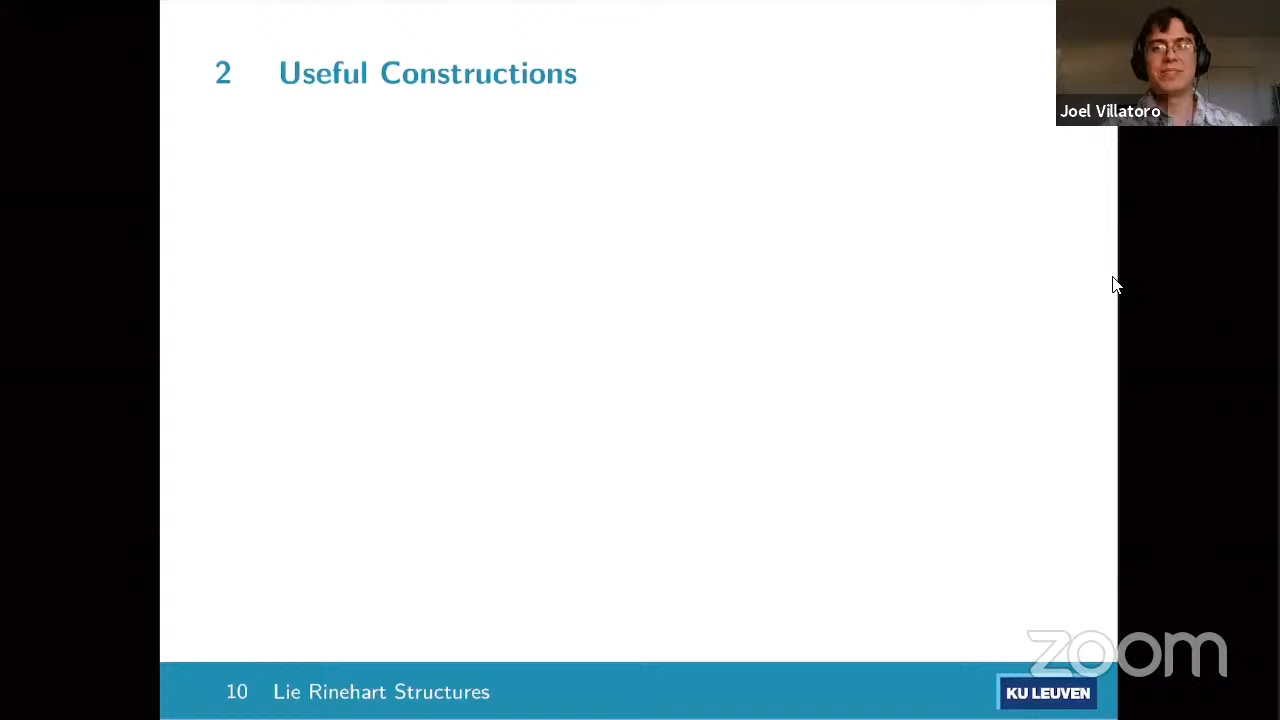 2 Useful Constructions
Joel Villatoro
zoom
10 Lie Rinehart Structures
KU LEUVEN